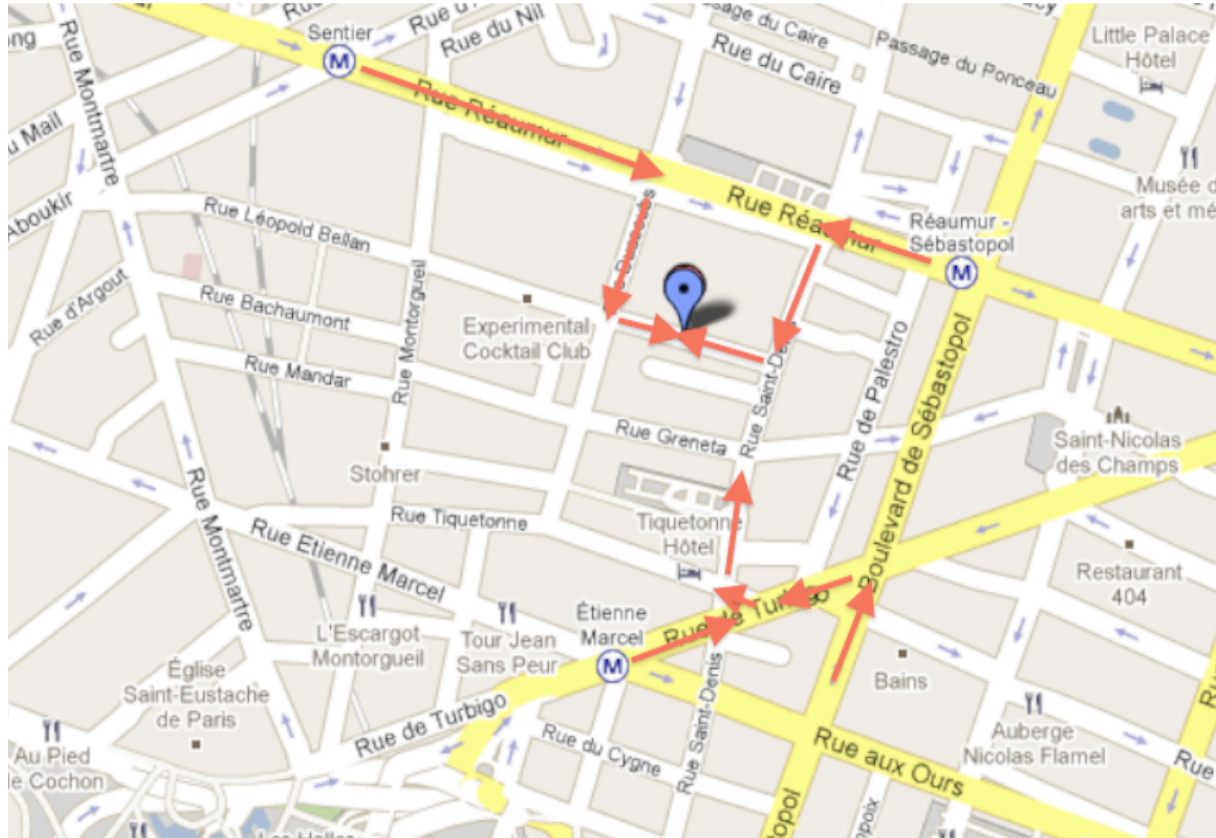 Sentier
M
Rue du Nil
Passage du Caire
Rue du Caire
Passage du Ponceau
Little Palace
Hôtel
Rue Montmartre
Rue Réaumur
Mail
Aboukir
Rue Léopold Bellan
Rue Montorgueil
Rue Réaumur
Réaumur -
Sébastopol
M
Musée
arts et
Rue d'Argout
Rue Bachaumont
Experimental
Cocktail Club
Rue Mandar
Rue Greneta
Rue Saint-Denis
Rue de Palestro
Boulevard de Sébastopol
Saint-Nicolas
des Champs
Stohrer
Rue Montmartre
Rue Etienne Marcel
Rue Tiquetonne
Tiquetonne
Hôtel
Restaurant
404
L'Escargot
Montorgueil
Tour Jean
Sans Peur
Étienne
Marcel
M
Rue de Turbigo
Bains
Église
Saint-Eustache
de Paris
Rue de Turbigo
Rue du Cygne
Rue Saint-Denis
Rue aux Ours
Auberge
Nicolas Flamel
Au Pied
de Cochon
Les Halles